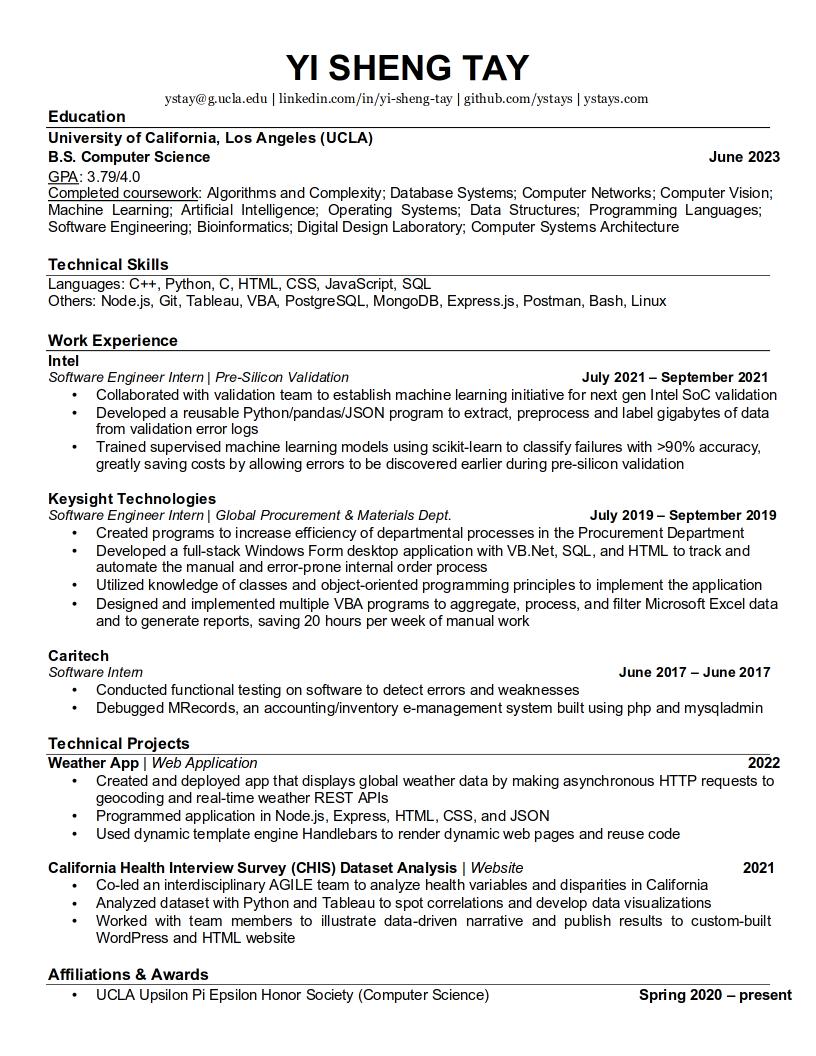 YI SHENG TAY
ystay@g.ucla.edu | linkedin.com/in/yi-sheng-tay | github.com/ystays | ystays.com
Education
University of California, Los Angeles (UCLA)
B.S. Computer Science June 2023
GPA: 3.79/4.0
Completed coursework: Algorithms and Complexity; Database Systems; Computer Networks; Computer Vision;
Machine Learning; Artificial Intelligence; Operating Systems; Data Structures; Programming Languages;
Software Engineering; Bioinformatics; Digital Design Laboratory; Computer Systems Architecture
Technical Skills
Languages: C++, Python, C, HTML, CSS, JavaScript, SQL
Others: Node.js, Git, Tableau, VBA, PostgreSQL, MongoDB, Express.js, Postman, Bash, Linux
Work Experience
Intel
Software Engineer Intern | Pre-Silicon Validation July 2021 – September 2021
• Collaborated with validation team to establish machine learning initiative for next gen Intel SoC validation
• Developed a reusable Python/pandas/JSON program to extract, preprocess and label gigabytes of data
from validation error logs
• Trained supervised machine learning models using scikit-learn to classify failures with >90% accuracy,
greatly saving costs by allowing errors to be discovered earlier during pre-silicon validation
Keysight Technologies
Software Engineer Intern | Global Procurement & Materials Dept. July 2019 – September 2019
• Created programs to increase efficiency of departmental processes in the Procurement Department
• Developed a full-stack Windows Form desktop application with VB.Net, SQL, and HTML to track and
automate the manual and error-prone internal order process
• Utilized knowledge of classes and object-oriented programming principles to implement the application
• Designed and implemented multiple VBA programs to aggregate, process, and filter Microsoft Excel data
and to generate reports, saving 20 hours per week of manual work
Caritech
Software Intern June 2017 – June 2017
• Conducted functional testing on software to detect errors and weaknesses
• Debugged MRecords, an accounting/inventory e-management system built using php and mysqladmin
Technical Projects
Weather App | Web Application 2022
• Created and deployed app that displays global weather data by making asynchronous HTTP requests to
geocoding and real-time weather REST APIs
• Programmed application in Node.js, Express, HTML, CSS, and JSON
• Used dynamic template engine Handlebars to render dynamic web pages and reuse code
California Health Interview Survey (CHIS) Dataset Analysis | Website 2021
• Co-led an interdisciplinary AGILE team to analyze health variables and disparities in California
• Analyzed dataset with Python and Tableau to spot correlations and develop data visualizations
• Worked with team members to illustrate data-driven narrative and publish results to custom-built
WordPress and HTML website
Affiliations & Awards
• UCLA Upsilon Pi Epsilon Honor Society (Computer Science) Spring 2020 – present